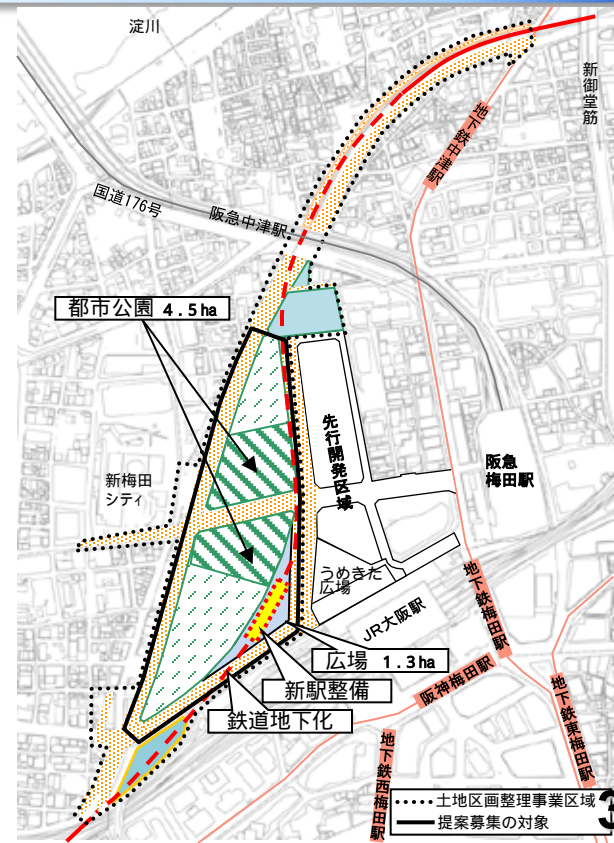 淀川
新御堂筋
地下鉄中津駅
国道176号
阪急中津駅
都市公園 4.5ha
先行開発区域
阪急
梅田駅
新梅田
シティ
うめきた
広場
JR大阪駅
地下鉄梅田駅
広場 1.3ha
阪神梅田駅
新駅整備
鉄道地下化
地下鉄東梅田駅
地下鉄西梅田駅
土地区画整理事業区域
提案募集の対象
3